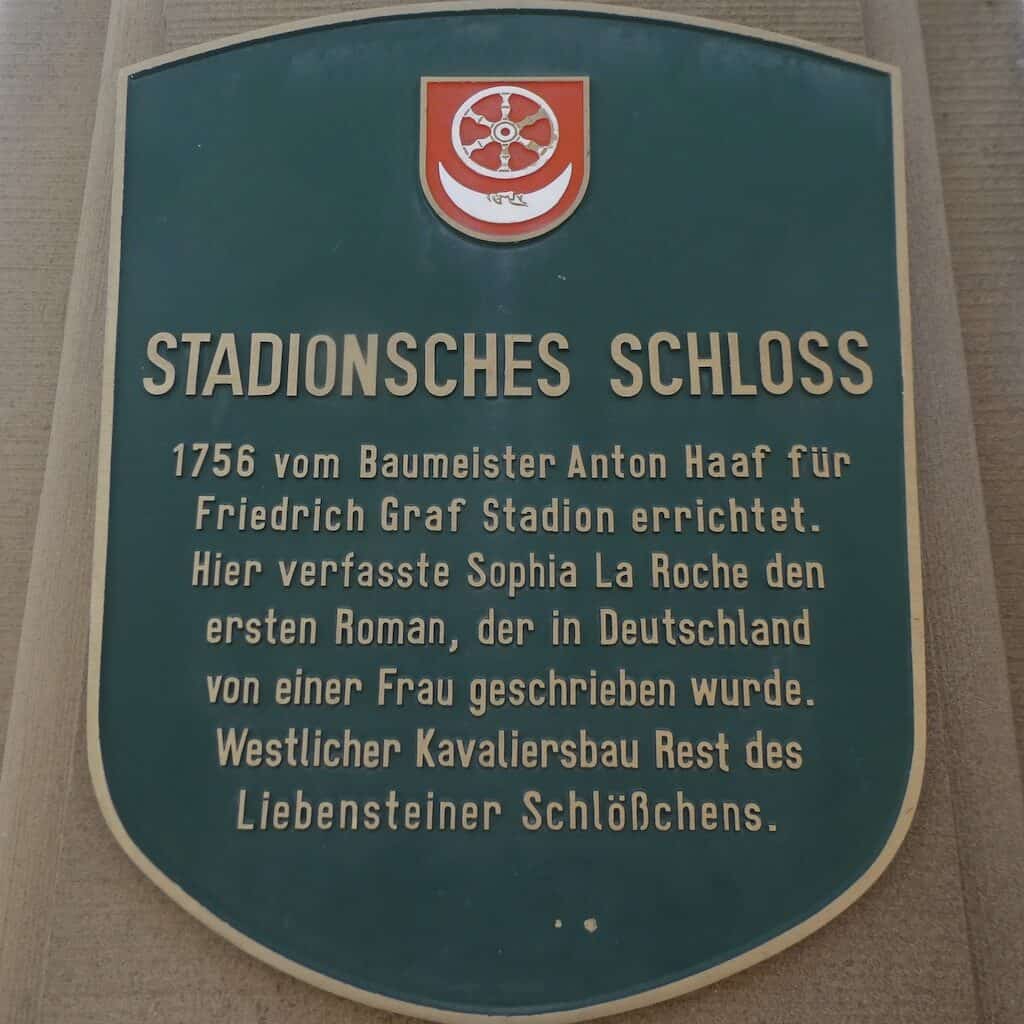 STADIONSCHES SCHLOSS
1756 vom Baumeister Anton Haaf für
Friedrich Graf Stadion errichtet.
Hier verfasste Sophia La Roche den
ersten Roman, der in Deutschland
von einer Frau geschrieben wurde.
Westlicher Kavaliersbau Rest des
Liebensteiner Schlößchens.